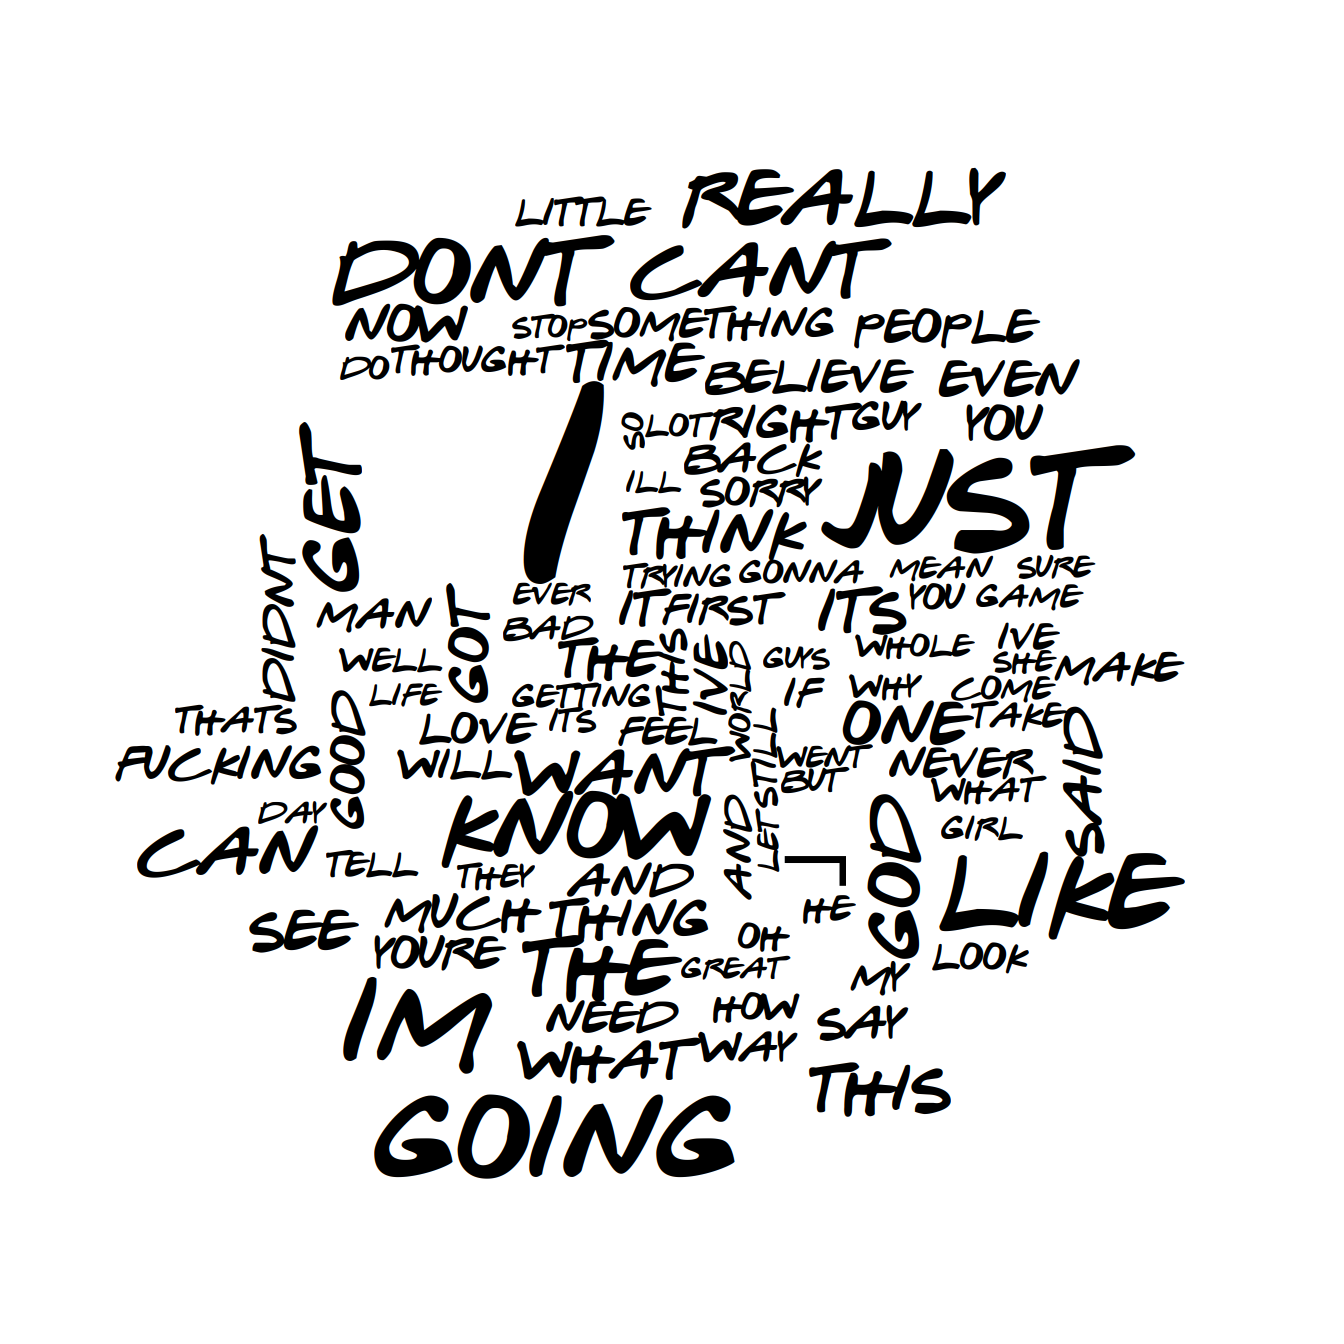 LITTLE REALLY
DONT CANT
NOW STOP SOMETHING PEOPLE
DO THOUGHT TIME BELIEVE EVEN
I SO LOT RIGHT GUY YOU
GET BACK JUST
ILL SORRY
THINK
DIDNT TRYING GONNA MEAN SURE
MAN GOT EVER IT FIRST ITS YOU GAME
BAD
WELL THE THIS IVE WORLD GUYS WHOLE IVE
SHE MAKE
LIFE GETTING IF WHY COME
THATS GOOD LOVE ITS FEEL ONE TAKE SAID
FUCKING WILL WANT STILL WENT NEVER
BUT WHAT
DAY KNOW AND LETS GOD GIRL
CAN TELL THEY AND LIKE
SEE MUCH THING HE
YOURE THE OH LOOK
GREAT MY
IM NEED HOW SAY
WHAT WAY
THIS
GOING